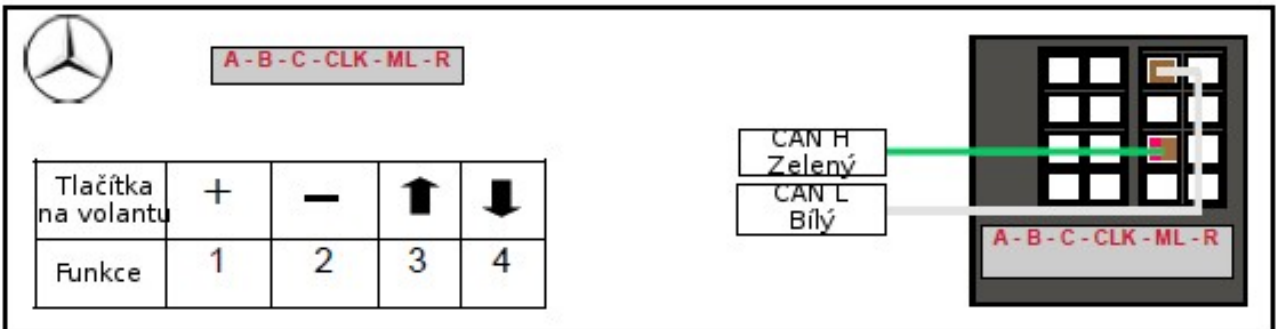 A - B - C - CLK - ML - R
Tlačítka
na volantu
+ −
Funkce
1 2 3 4
CAN H
Zelený
CAN L
Bílý
A - B - C - CLK - ML - R